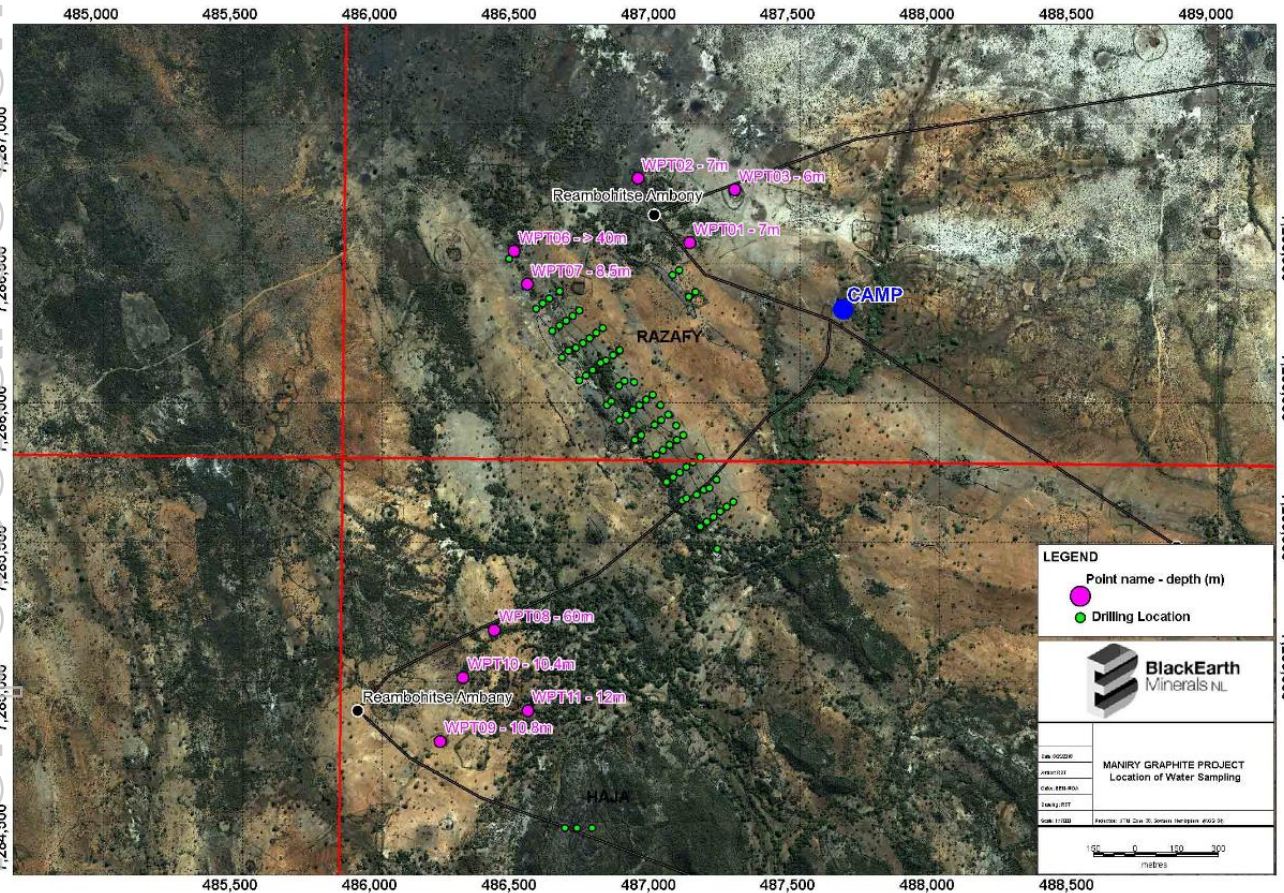 485,000 485,500 486,000 486,500 487,000 487,500 488,000 488,500 489,000
WPT02 - 7m
WPT03 - 6m
Reambohitse Ambony
WPT01 - 7m
WPT06 - > 40m
WPT07 - 8.5m
CAMP
RAZAFY
WPT08 - 60m
WPT10 - 10.4m
Reambohitse Ambany
WPT11 - 12m
WPT09 - 10.8m
HAJA
LEGEND
Point name - depth (m)
Drilling Location
BlackEarth
Minerals NL
MANIRY GRAPHITE PROJECT
Location of Water Sampling
150 0 150 300
metres
485,500 486,000 486,500 487,000 487,500 488,000 488,500